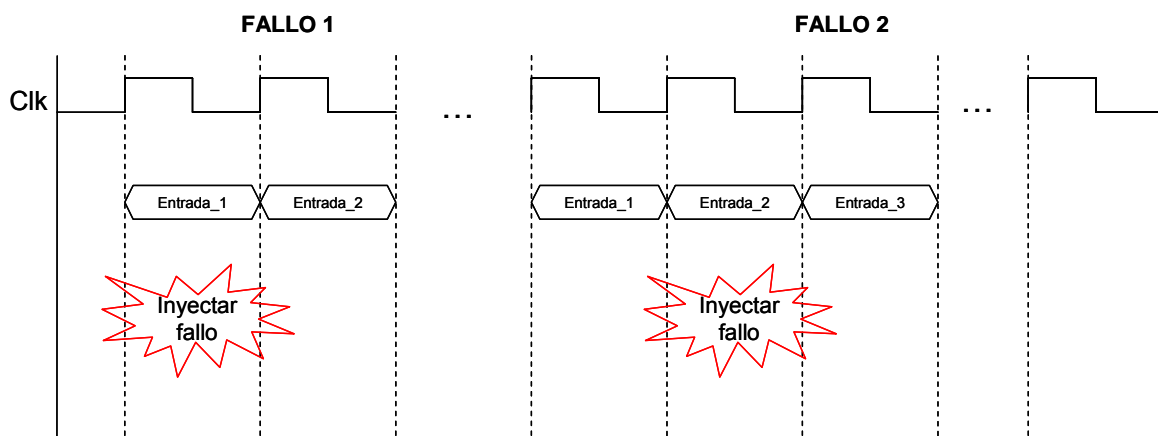 FALLO 1
FALLO 2
Clk
...
...
Entrada_1
Entrada_2
Entrada_1
Entrada_2
Entrada_3
Inyectar
fallo
Inyectar
fallo